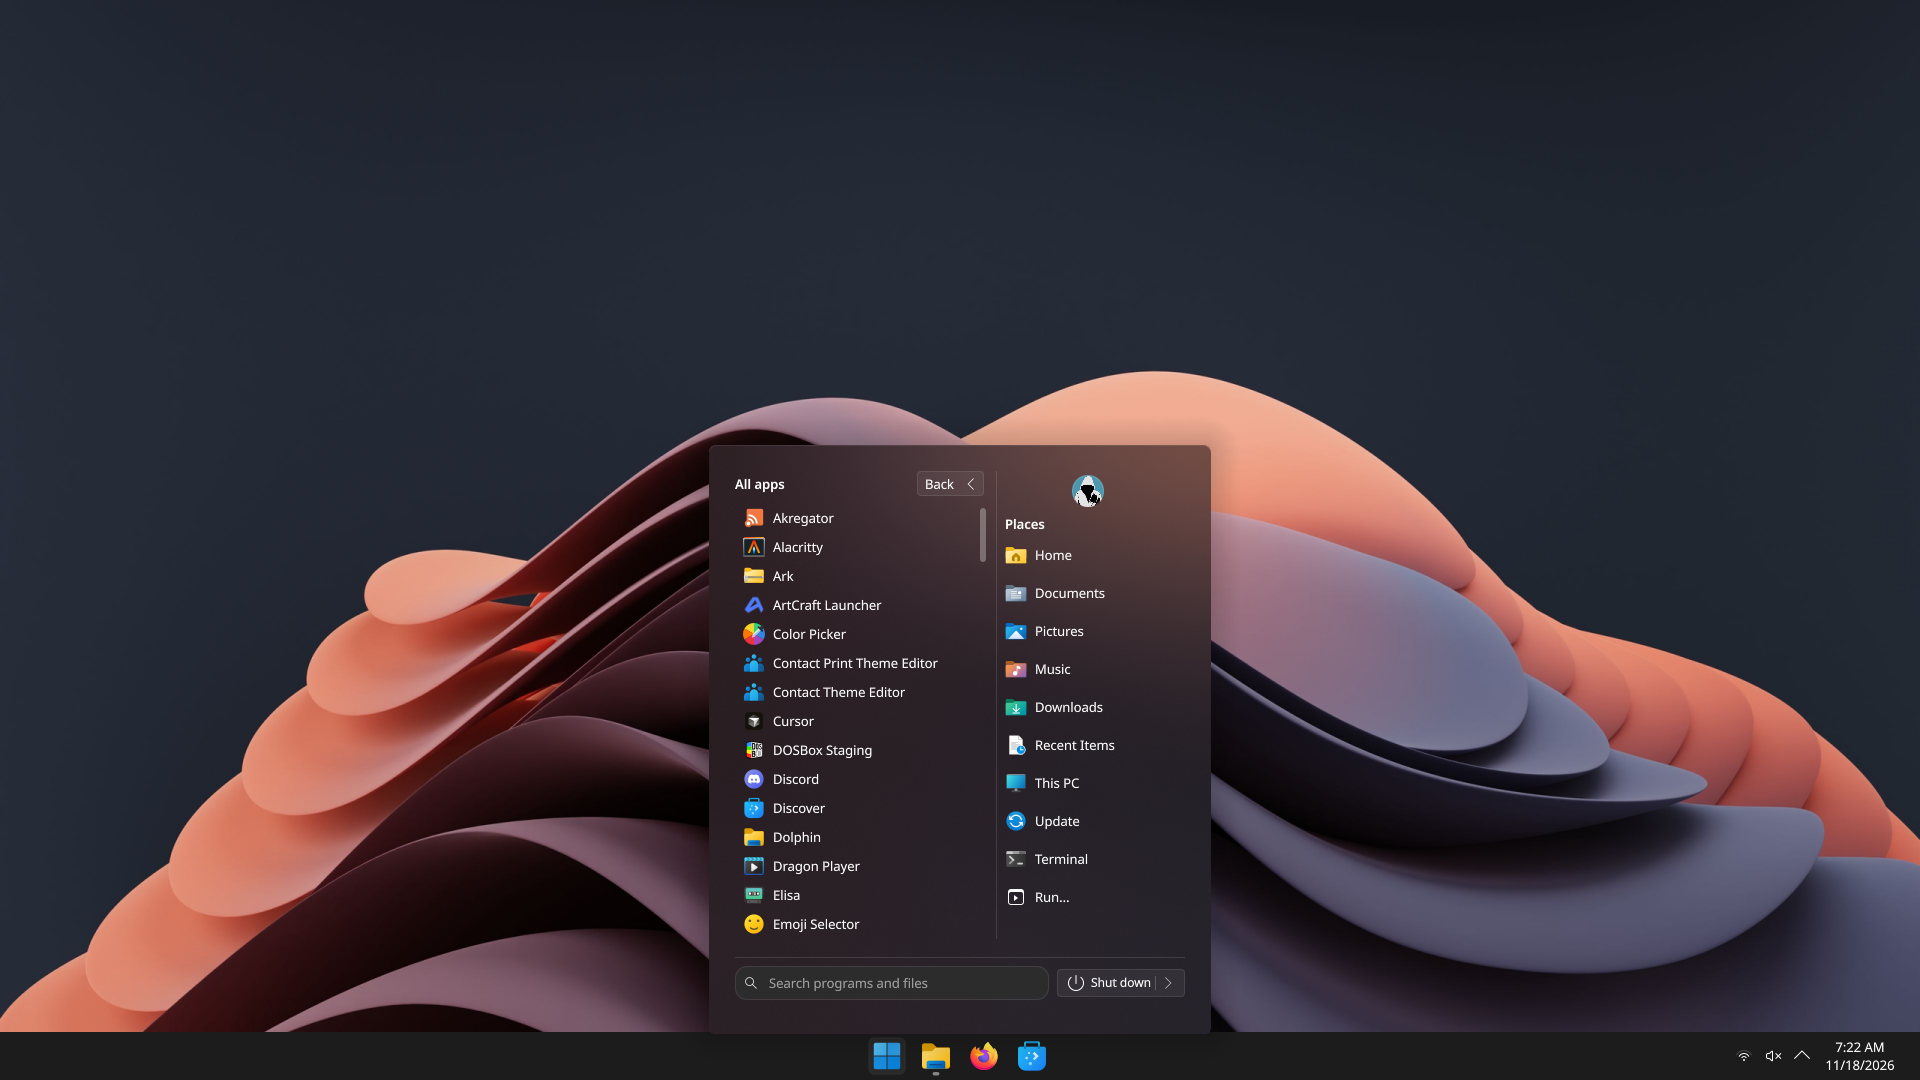 All apps
Back
Akregator
Alacritty
Ark
ArtCraft Launcher
Color Picker
Contact Print Theme Editor
Contact Theme Editor
Cursor
DOSBox Staging
Discord
Discover
Dolphin
Dragon Player
Elisa
Emoji Selector
Places
Home
Documents
Pictures
Music
Downloads
Recent Items
This PC
Update
Terminal
Run...
Search programs and files
Shut down
7:22 AM
11/18/2026